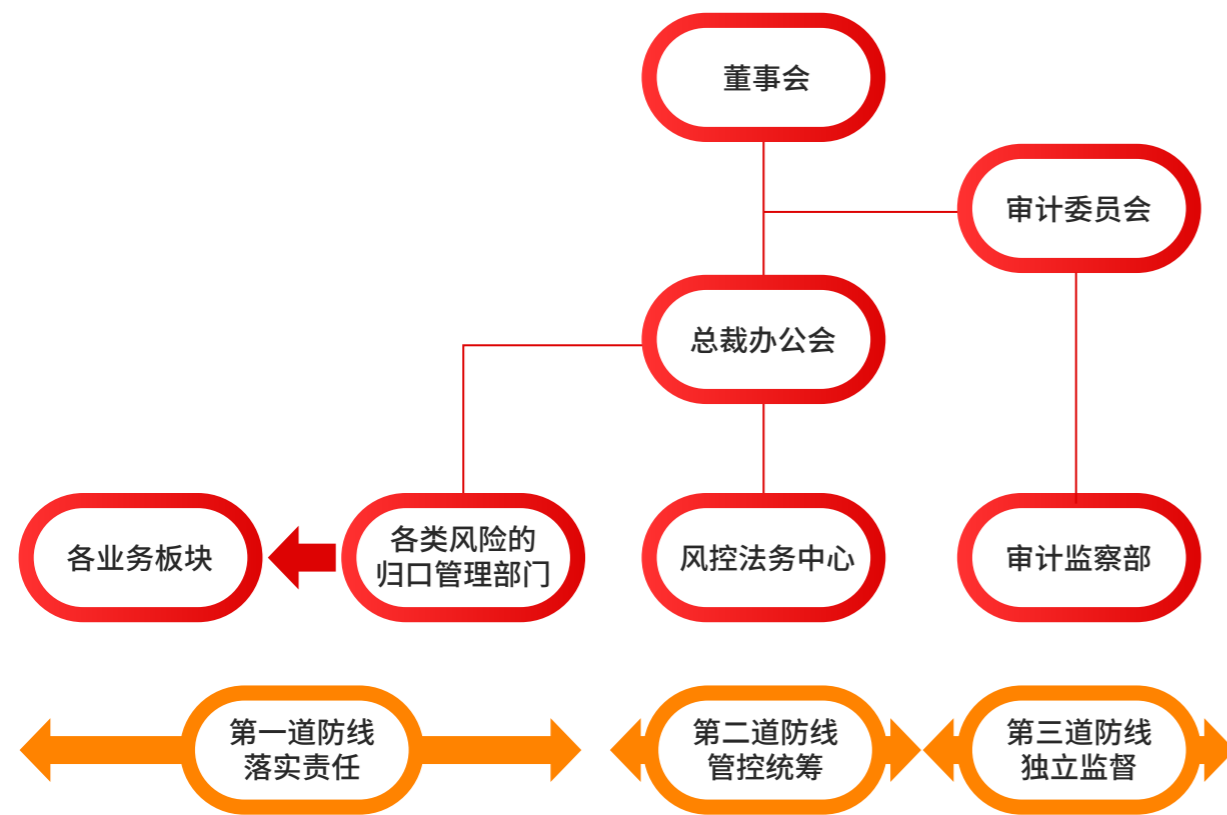 董事会
审计委员会
总裁办公会
各业务板块
各类风险的
归口管理部门
风控法务中心
审计监察部
第一道防线
落实责任
第二道防线
管控统筹
第三道防线
独立监督